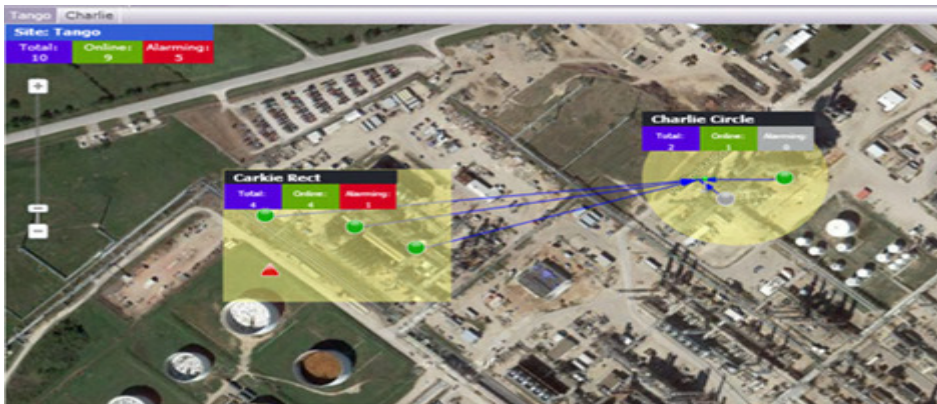 Tango Charlie
Site: Tango
Total: Online: Alarming:
10 9 5
Charlie Circle
Total: Online: Alarming:
2 1 0
Carkie Rect
Total: Online: Alarming:
4 4 1